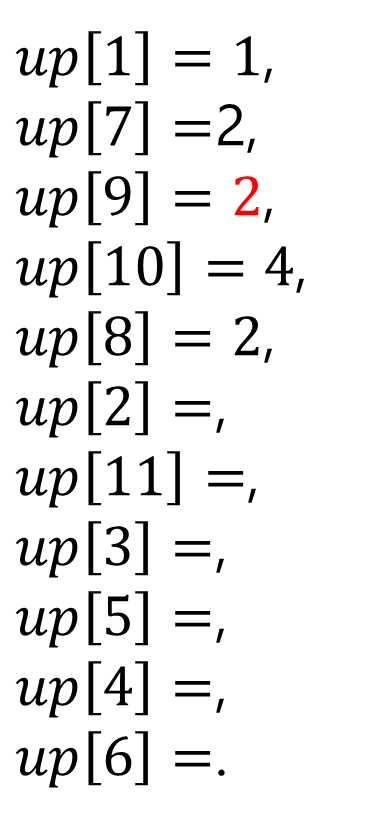 up[1] = 1,
up[7] =2,
up[9] = 2,
up[10] = 4,
up[8] = 2,
up[2] =,
up[11] =,
up[3] =,
up[5] =,
up[4] =,
up[6] =.